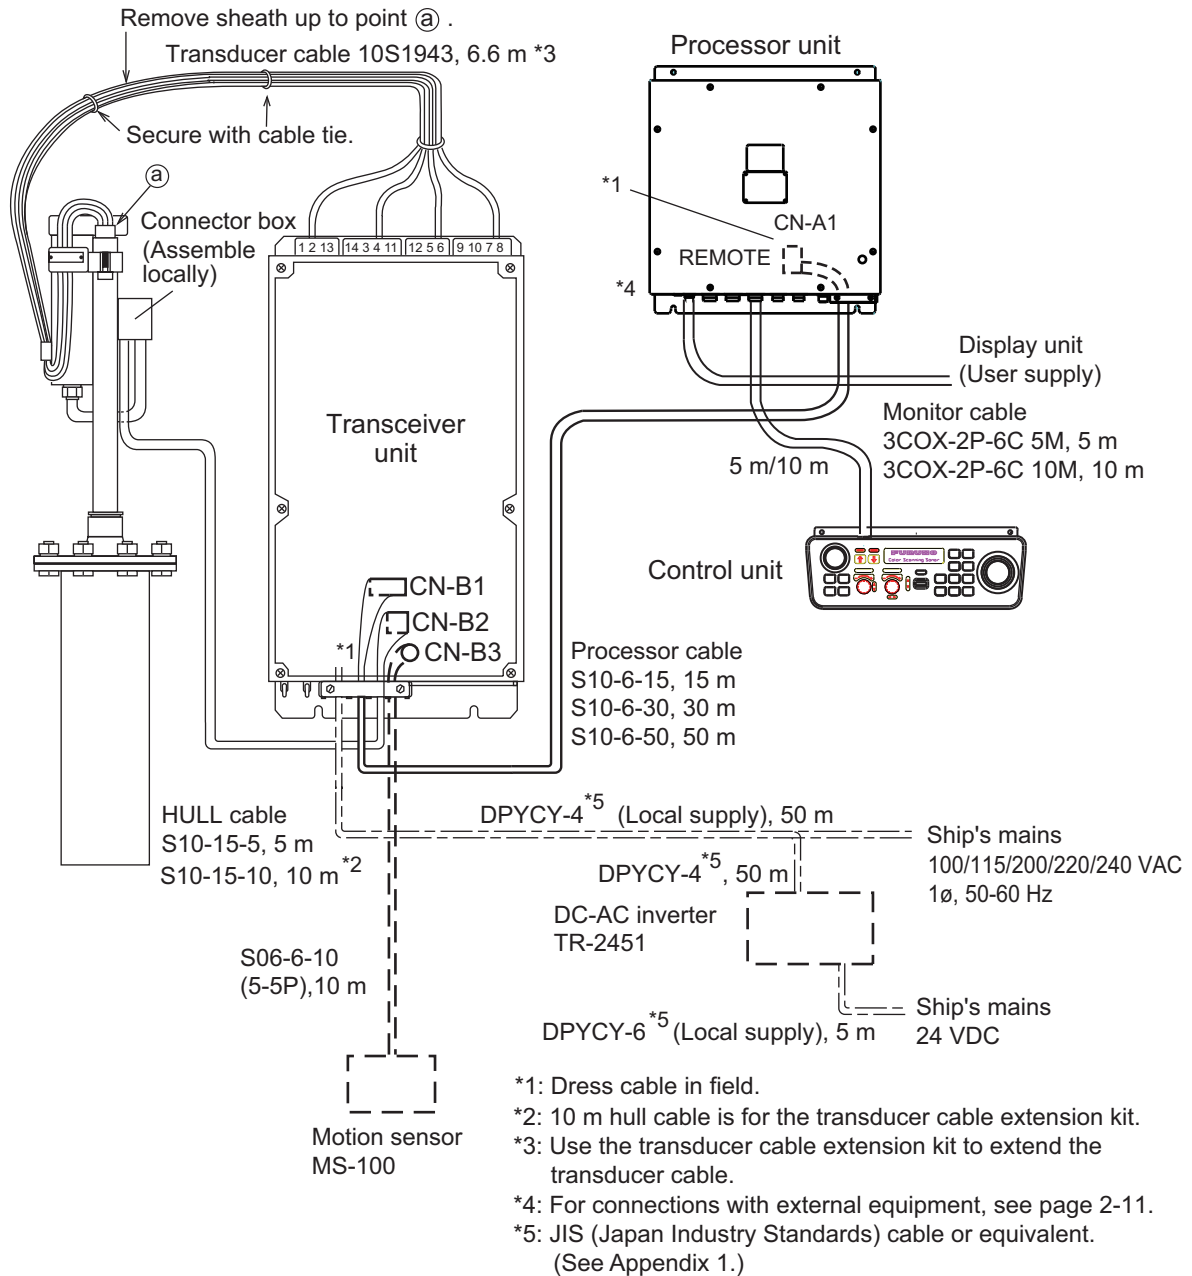 Remove sheath up to point ⓐ .
Transducer cable 10S1943, 6.6 m *3
Processor unit
Secure with cable tie.
ⓐ
*1
Connector box
(Assemble
locally)
CN-A1
1 2 13 14 3 4 11 12 5 6 9 10 7 8
REMOTE
*4
Display unit
(User supply)
Transceiver
unit
Monitor cable
3COX-2P-6C 5M, 5 m
3COX-2P-6C 10M, 10 m
5 m/10 m
FURUNO
Color Scanning Sonar
Control unit
CN-B1
CN-B2
CN-B3
*1
Processor cable
S10-6-15, 15 m
S10-6-30, 30 m
S10-6-50, 50 m
HULL cable
S10-15-5, 5 m
S10-15-10, 10 m*2
DPYCY-4*5 (Local supply), 50 m
Ship's mains
100/115/200/220/240 VAC
1ø, 50-60 Hz
DPYCY-4*5, 50 m
DC-AC inverter
TR-2451
S06-6-10
(5-5P),10 m
Ship's mains
24 VDC
DPYCY-6*5 (Local supply), 5 m
Motion sensor
MS-100
*1: Dress cable in field.
*2: 10 m hull cable is for the transducer cable extension kit.
*3: Use the transducer cable extension kit to extend the
transducer cable.
*4: For connections with external equipment, see page 2-11.
*5: JIS (Japan Industry Standards) cable or equivalent.
(See Appendix 1.)